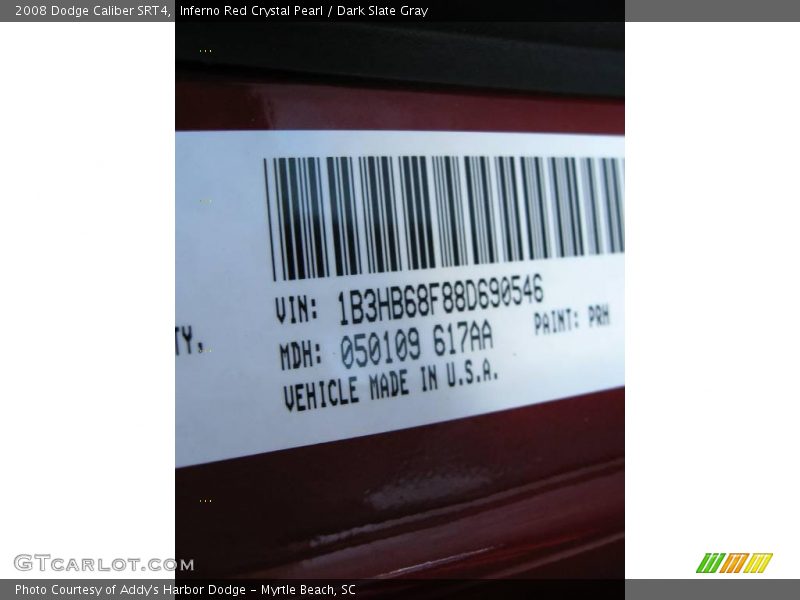 2008 Dodge Caliber SRT4, Inferno Red Crystal Pearl / Dark Slate Gray
VIN: 1B3HB68F88D690546
TY. MDH: 050109 617AA PAINT: PRH
VEHICLE MADE IN U.S.A.
GTCARLOT.COM
Photo Courtesy of Addy's Harbor Dodge - Myrtle Beach, SC